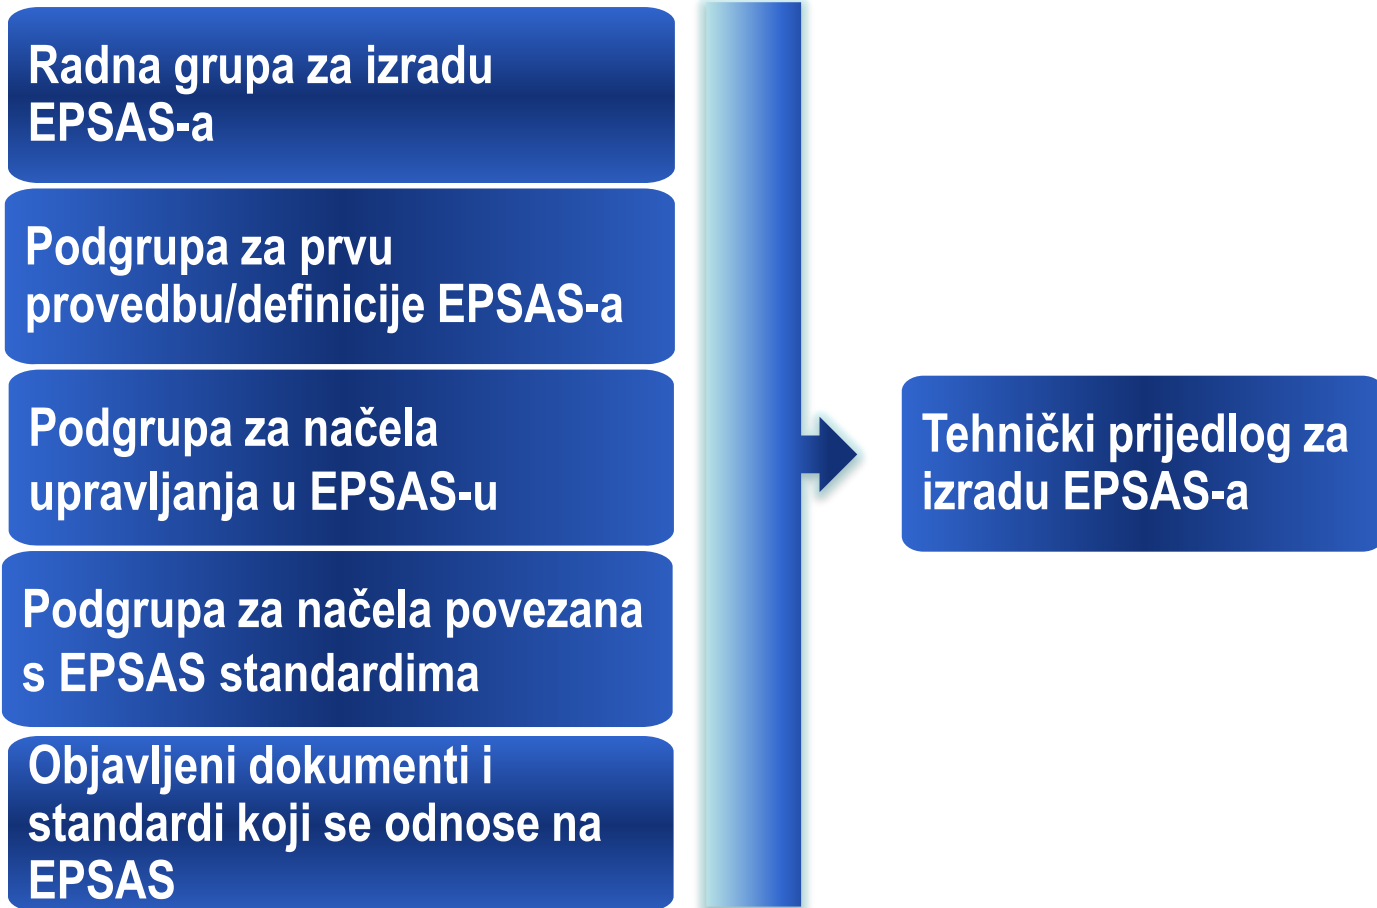 Radna grupa za izradu
EPSAS-a
Podgrupa za prvu
provedbu/definicije EPSAS-a
Podgrupa za načela
upravljanja u EPSAS-u
Podgrupa za načela povezana
s EPSAS standardima
Objavljeni dokumenti i
standardi koji se odnose na
EPSAS
Tehnički prijedlog za
izradu EPSAS-a